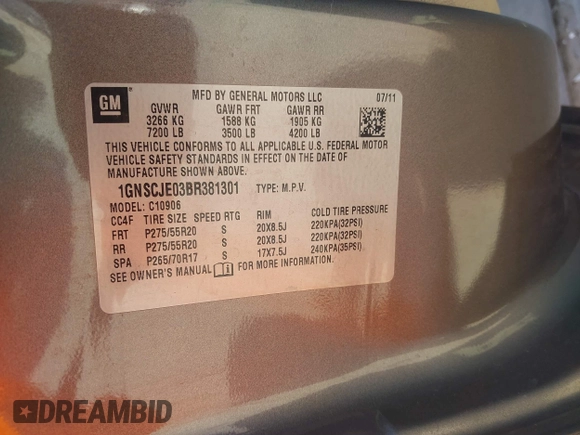 GM
MFD BY GENERAL MOTORS LLC 07/11
GVWR GAWR FRT GAWR RR
3266 KG 1588 KG 1905 KG
7200 LB 3500 LB 4200 LB
THIS VEHICLE CONFORMS TO ALL APPLICABLE U.S. FEDERAL MOTOR
VEHICLE SAFETY STANDARDS IN EFFECT ON THE DATE OF
MANUFACTURE SHOWN ABOVE.
1GNSCJE03BR381301 TYPE: M.P.V.
MODEL: C10906
CC4F TIRE SIZE SPEED RTG RIM COLD TIRE PRESSURE
FRT P275/55R20 S 20X8.5J 220KPA(32PSI)
RR P275/55R20 S 20X8.5J 220KPA(32PSI)
SPA P265/70R17 S 17X7.5J 240KPA(35PSI)
SEE OWNER'S MANUAL FOR MORE INFORMATION.
DREAMBID